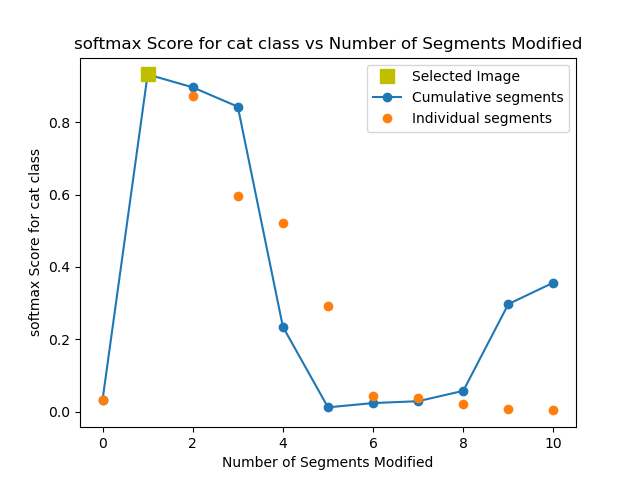 softmax Score for cat class vs Number of Segments Modified
Selected Image
Cumulative segments
Individual segments
softmax Score for cat class
0.8
0.6
0.4
0.2
0.0
0 2 4 6 8 10
Number of Segments Modified